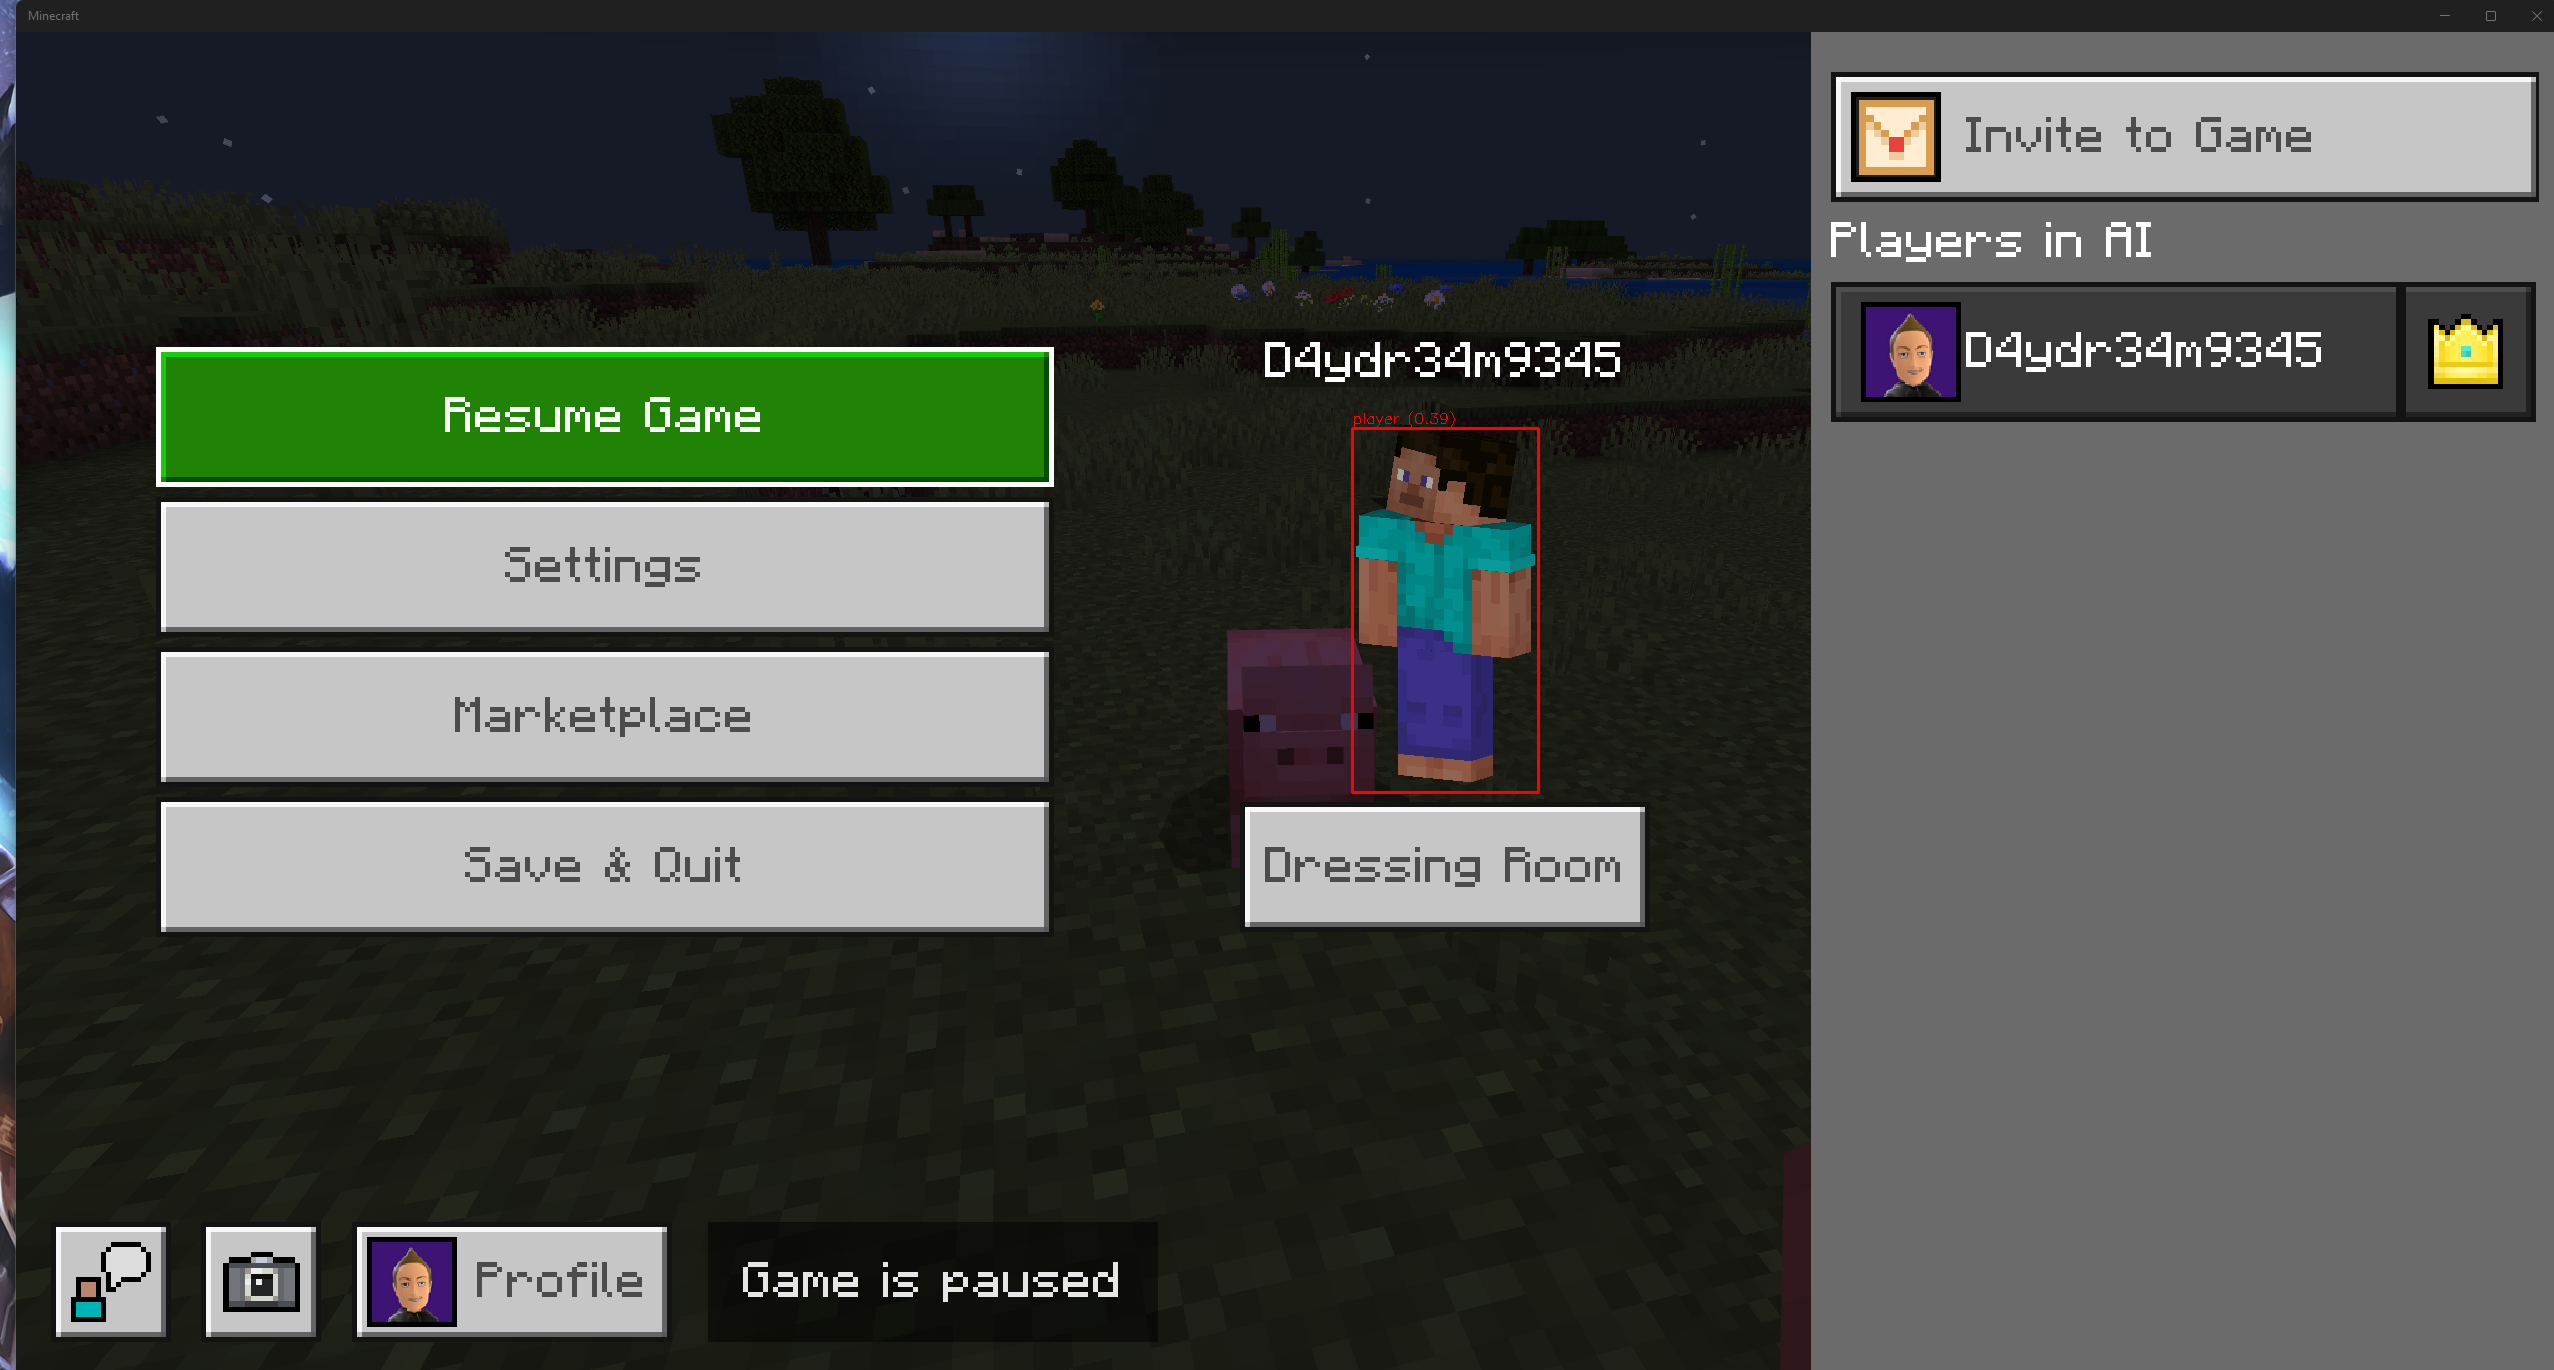 Minecraft
Invite to Game
Players in AI
D4ydr34m9345
D4ydr34m9345
player (0.39)
Resume Game
Settings
Marketplace
Save & Quit
Dressing Room
Profile
Game is paused